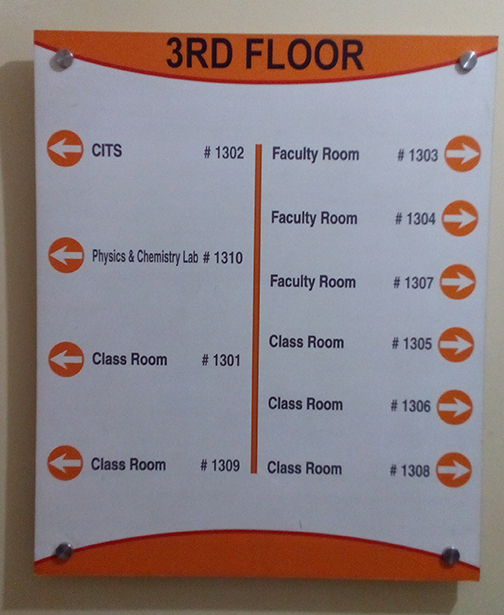 3RD FLOOR
CITS # 1302
Physics & Chemistry Lab # 1310
Class Room # 1301
Class Room # 1309
Faculty Room # 1303
Faculty Room # 1304
Faculty Room # 1307
Class Room # 1305
Class Room # 1306
Class Room # 1308